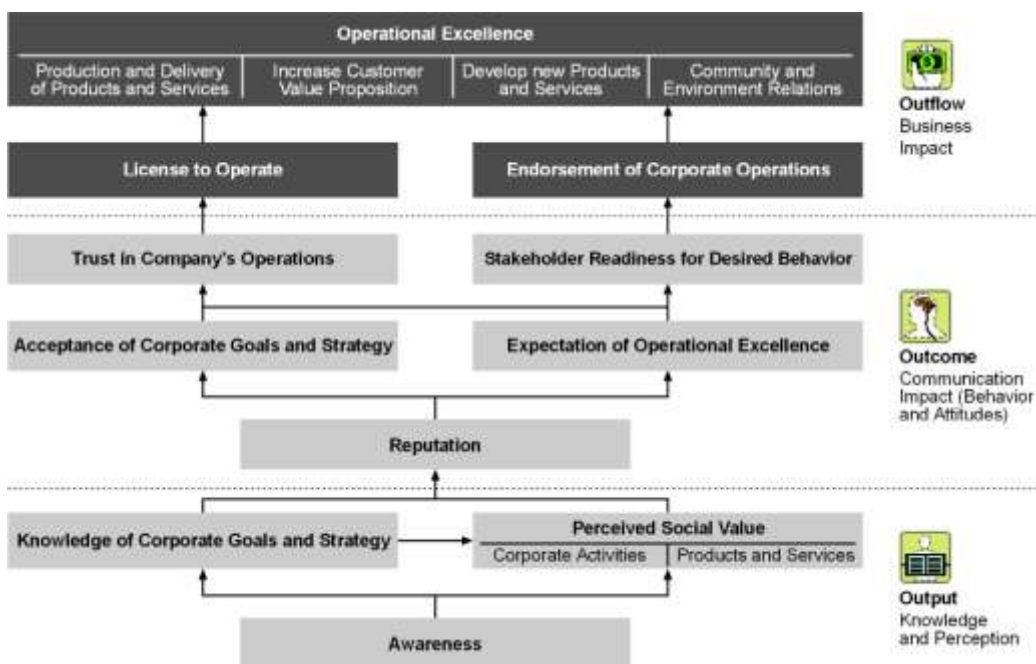 Operational Excellence
Production and Delivery
of Products and Services
Increase Customer
Value Proposition
Develop new Products
and Services
Community and
Environment Relations
Outflow
Business
Impact
License to Operate
Endorsement of Corporate Operations
Trust in Company's Operations
Stakeholder Readiness for Desired Behavior
Acceptance of Corporate Goals and Strategy
Expectation of Operational Excellence
Outcome
Communication
Impact (Behavior
and Attitudes)
Reputation
Knowledge of Corporate Goals and Strategy
Perceived Social Value
Corporate Activities
Products and Services
Output
Knowledge
and Perception
Awareness